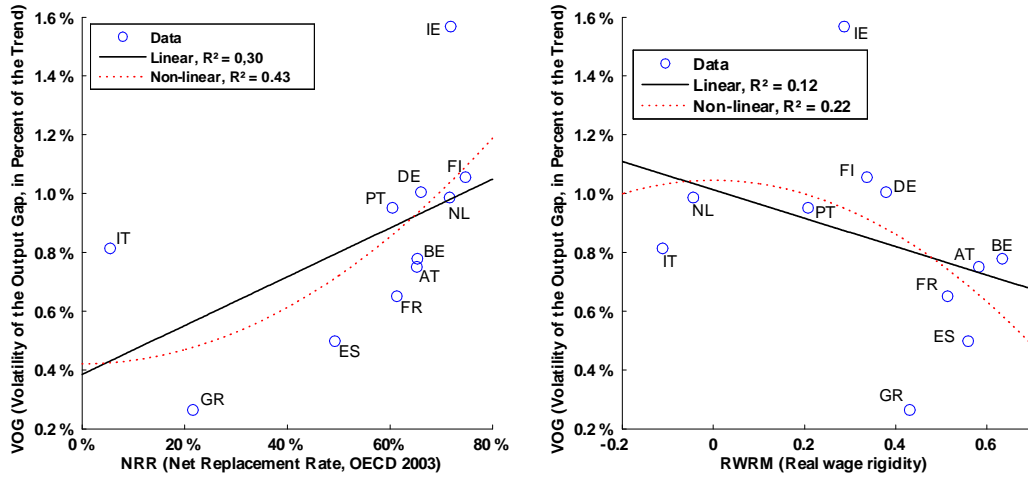 VOG (Volatility of the Output Gap, in Percent of the Trend)
1.6 %
1.4 %
1.2 %
1.0 %
0.8 %
0.6 %
0.4 %
0.2 %
Data
Linear, R² = 0,30
Non-linear, R² = 0.43
IE
FI
DE
NL
PT
IT
BE
AT
FR
ES
GR
0 %
20 %
40 %
60 %
80 %
NRR (Net Replacement Rate, OECD 2003)
VOG (Volatility of the Output Gap, in Percent of the Trend)
1.6 %
1.4 %
1.2 %
1.0 %
0.8 %
0.6 %
0.4 %
0.2 %
IE
Data
Linear, R² = 0.12
Non-linear, R² = 0.22
FI
DE
NL
PT
IT
AT
BE
FR
ES
GR
-0.2
0
0.2
0.4
0.6
RWRM (Real wage rigidity)